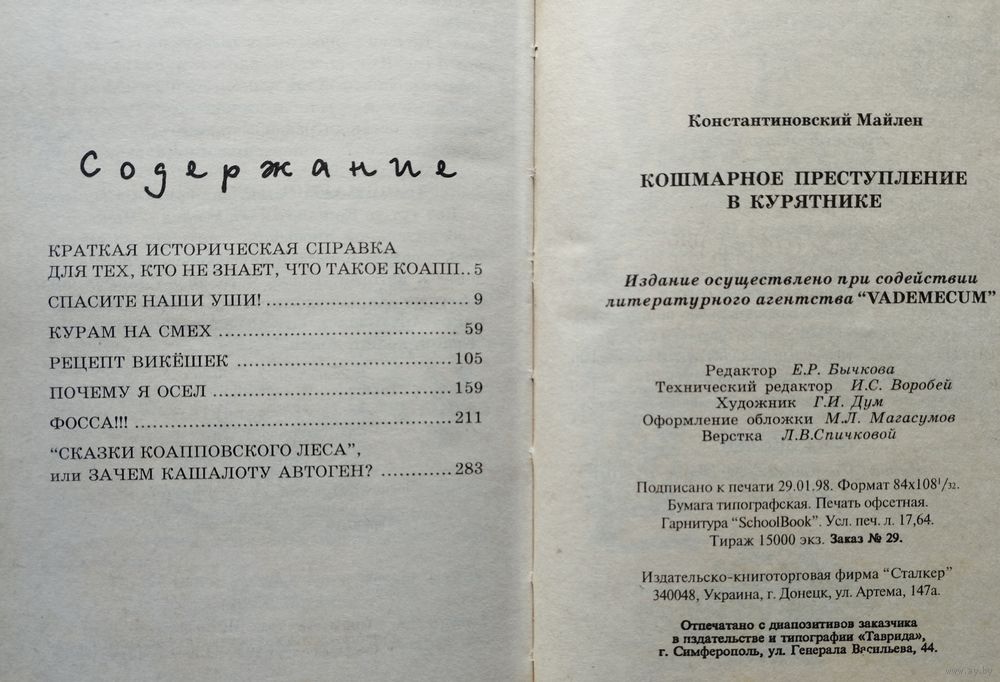 Содержание
КРАТКАЯ ИСТОРИЧЕСКАЯ СПРАВКА
ДЛЯ ТЕХ, КТО НЕ ЗНАЕТ, ЧТО ТАКОЕ КОАПП..5
СПАСИТЕ НАШИ УШИ! ................................ 9
КУРАМ НА СМЕХ ...................................... 59
РЕЦЕПТ ВИКЁШЕК ..................................105
ПОЧЕМУ Я ОСЕЛ ......................................159
ФОССА!!! ..................................................211
“СКАЗКИ КОАППОВСКОГО ЛЕСА”,
или ЗАЧЕМ КАШАЛОТУ АВТОГЕН? ............283
Константиновский Майлен
КОШМАРНОЕ ПРЕСТУПЛЕНИЕ
В КУРЯТНИКЕ
Издание осуществлено при содействии
литературного агентства “VADEMECUM”
Редактор Е.Р. Бычкова
Технический редактор И.С. Воробей
Художник Г.И. Дум
Оформление обложки М.Л. Магасумов
Верстка Л.В.Спичковой
Подписано к печати 29.01.98. Формат 84х108¹/₃₂.
Бумага типографская. Печать офсетная.
Гарнитура “SchoolBook”. Усл. печ. л. 17,64.
Тираж 15000 экз. Заказ № 29.
Издательско-книготорговая фирма “Сталкер”
340048, Украина, г. Донецк, ул. Артема, 147а.
Отпечатано с диапозитивов заказчика
в издательстве и типографии «Таврида»,
г. Симферополь, ул. Генерала Васильева, 44.
www.ay.by